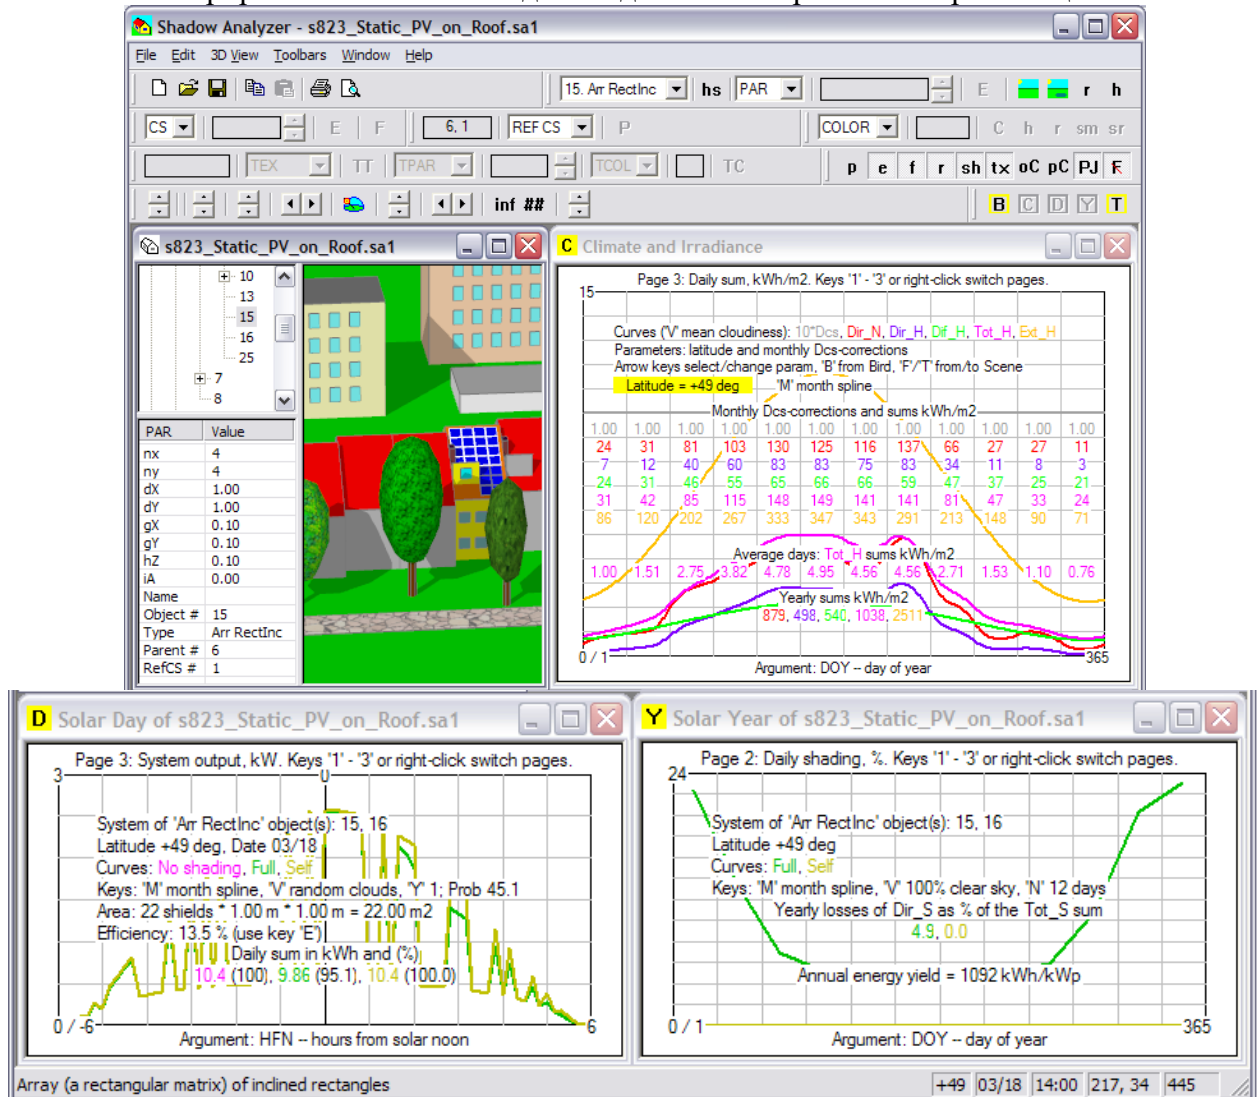 Shadow Analyzer - s823_Static_PV_on_Roof.sa1
File Edit 3D View Toolbars Window Help
15. Arr RectInc hs PAR E r h
CS E F 6, 1 REF CS P COLOR C h r sm sr
TEX TT TPAR TCOL TC p e f r sh tx oC pC PJ F
inf ## B C D Y T
s823_Static_PV_on_Roof.sa1
10
13
15
16
25
7
8
PAR Value
nx 4
ny 4
dX 1.00
dY 1.00
gX 0.10
gY 0.10
hZ 0.10
iA 0.00
Name
Object # 15
Type Arr RectInc
Parent # 6
RefCS # 1
C Climate and Irradiance
Page 3: Daily sum, kWh/m2. Keys '1' - '3' or right-click switch pages.
15
Curves ('V' mean cloudiness): 10*Dcs, Dir_N, Dir_H, Dif_H, Tot_H, Ext_H
Parameters: latitude and monthly Dcs-corrections
Arrow keys select/change param, 'B' from Bird, 'F'/'T' from/to Scene
Latitude = +49 deg 'M' month spline
Monthly Dcs-corrections and sums kWh/m2
1.00 1.00 1.00 1.00 1.00 1.00 1.00 1.00 1.00 1.00 1.00 1.00
24 31 81 103 130 125 116 137 66 27 27 11
7 12 40 60 83 83 75 83 34 11 8 3
24 31 46 55 65 66 66 59 47 37 25 21
31 42 85 115 148 149 141 141 81 47 33 24
86 120 202 267 333 347 343 291 213 148 90 71
Average days: Tot_H sums kWh/m2
1.00 1.51 2.75 3.82 4.78 4.95 4.56 4.56 2.71 1.53 1.10 0.76
Yearly sums kWh/m2
879, 498, 540, 1038, 2511
0 / 1 365
Argument: DOY -- day of year
D Solar Day of s823_Static_PV_on_Roof.sa1
Page 3: System output, kW. Keys '1' - '3' or right-click switch pages.
3 0
System of 'Arr RectInc' object(s): 15, 16
Latitude +49 deg, Date 03/18
Curves: No shading, Full, Self
Keys: 'M' month spline, 'V' random clouds, 'Y' 1; Prob 45.1
Area: 22 shields * 1.00 m * 1.00 m = 22.00 m2
Efficiency: 13.5 % (use key 'E')
Daily sum in kWh and (%)
10.4 (100), 9.86 (95.1), 10.4 (100.0)
0 / -6 6
Argument: HFN -- hours from solar noon
Y Solar Year of s823_Static_PV_on_Roof.sa1
Page 2: Daily shading, %. Keys '1' - '3' or right-click switch pages.
24
System of 'Arr RectInc' object(s): 15, 16
Latitude +49 deg
Curves: Full, Self
Keys: 'M' month spline, 'V' 100% clear sky, 'N' 12 days
Yearly losses of Dir_S as % of the Tot_S sum
4.9, 0.0
Annual energy yield = 1092 kWh/kWp
0 / 1 365
Argument: DOY -- day of year
Array (a rectangular matrix) of inclined rectangles
+49 03/18 14:00 217, 34 445